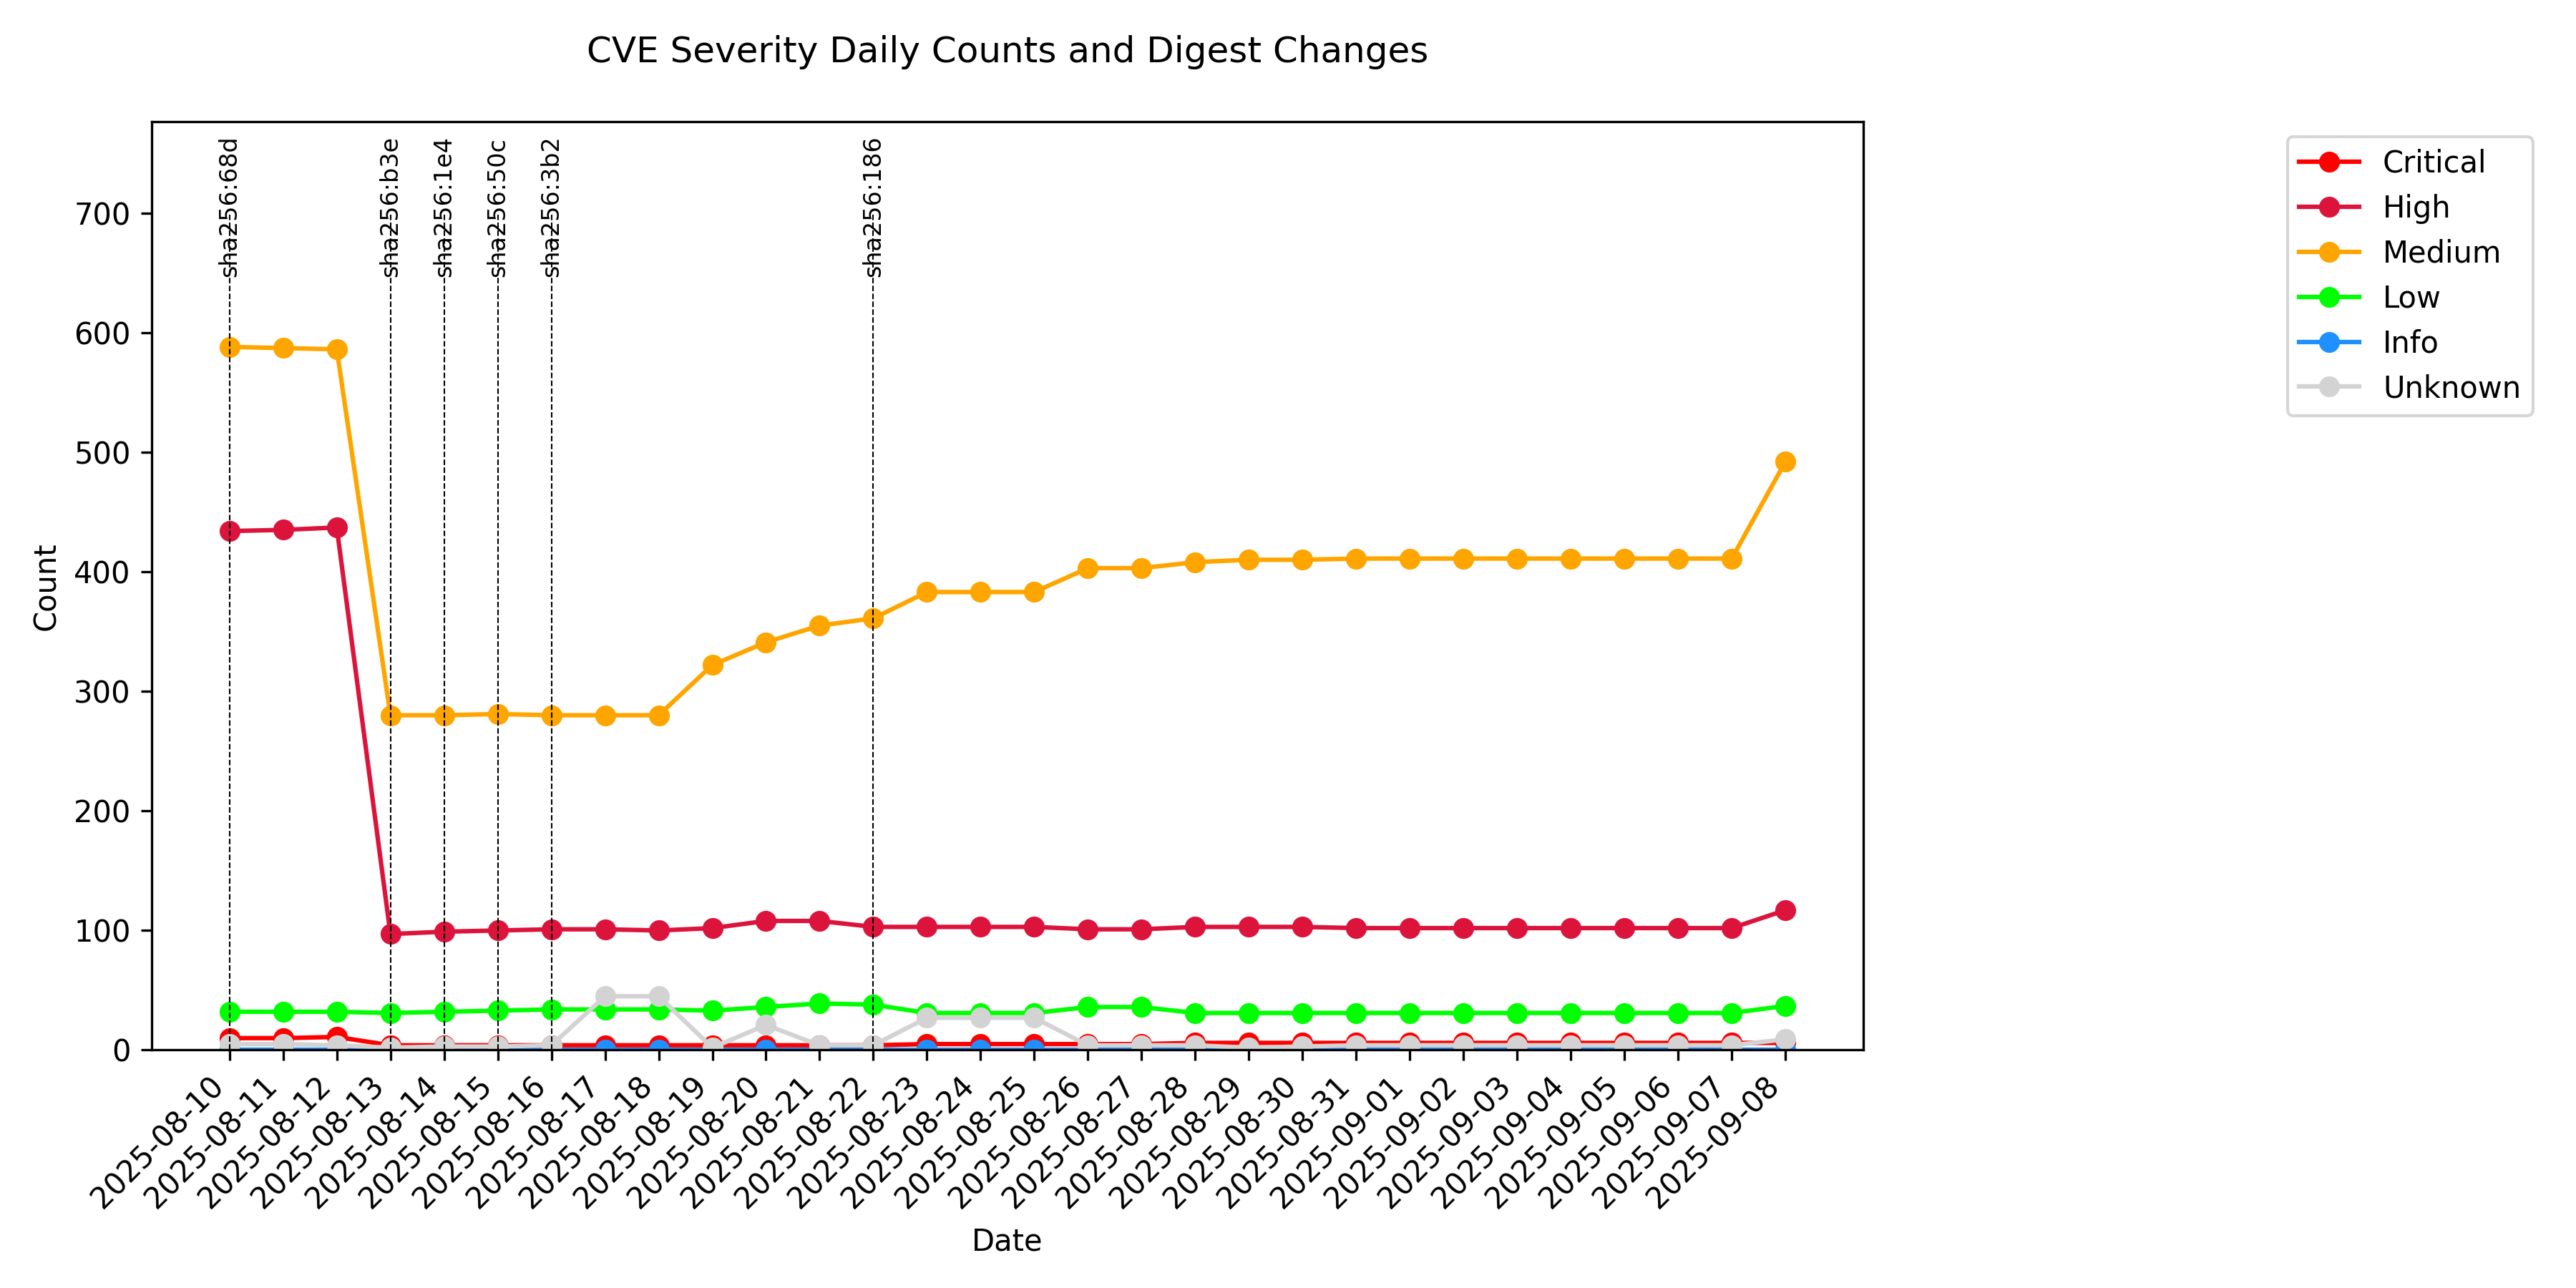 CVE Severity Daily Counts and Digest Changes
sha256:68d
sha256:b3e
sha256:1e4
sha256:50c
sha256:3b2
sha256:186
Critical
High
Medium
Low
Info
Unknown
700
600
500
400
300
200
100
0
Count
2025-08-10
2025-08-11
2025-08-12
2025-08-13
2025-08-14
2025-08-15
2025-08-16
2025-08-17
2025-08-18
2025-08-19
2025-08-20
2025-08-21
2025-08-22
2025-08-23
2025-08-24
2025-08-25
2025-08-26
2025-08-27
2025-08-28
2025-08-29
2025-08-30
2025-08-31
2025-09-01
2025-09-02
2025-09-03
2025-09-04
2025-09-05
2025-09-06
2025-09-07
2025-09-08
Date